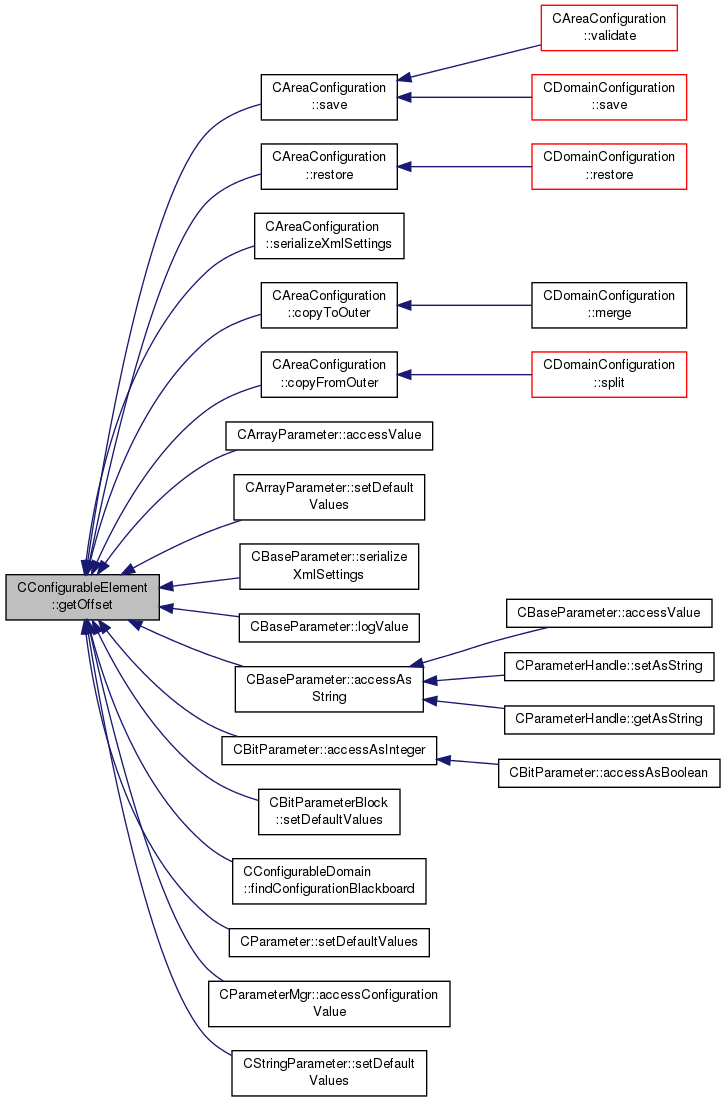 CAreaConfiguration
::validate
CAreaConfiguration
::save
CDomainConfiguration
::save
CAreaConfiguration
::restore
CDomainConfiguration
::restore
CAreaConfiguration
::serializeXmlSettings
CAreaConfiguration
::copyToOuter
CDomainConfiguration
::merge
CAreaConfiguration
::copyFromOuter
CDomainConfiguration
::split
CArrayParameter::accessValue
CArrayParameter::setDefault
Values
CBaseParameter::serialize
XmlSettings
CConfigurableElement
::getOffset
CBaseParameter::logValue
CBaseParameter::accessValue
CBaseParameter::accessAs
String
CParameterHandle::setAsString
CParameterHandle::getAsString
CBitParameter::accessAsInteger
CBitParameter::accessAsBoolean
CBitParameterBlock
::setDefaultValues
CConfigurableDomain
::findConfigurationBlackboard
CParameter::setDefaultValues
CParameterMgr::accessConfiguration
Value
CStringParameter::setDefault
Values